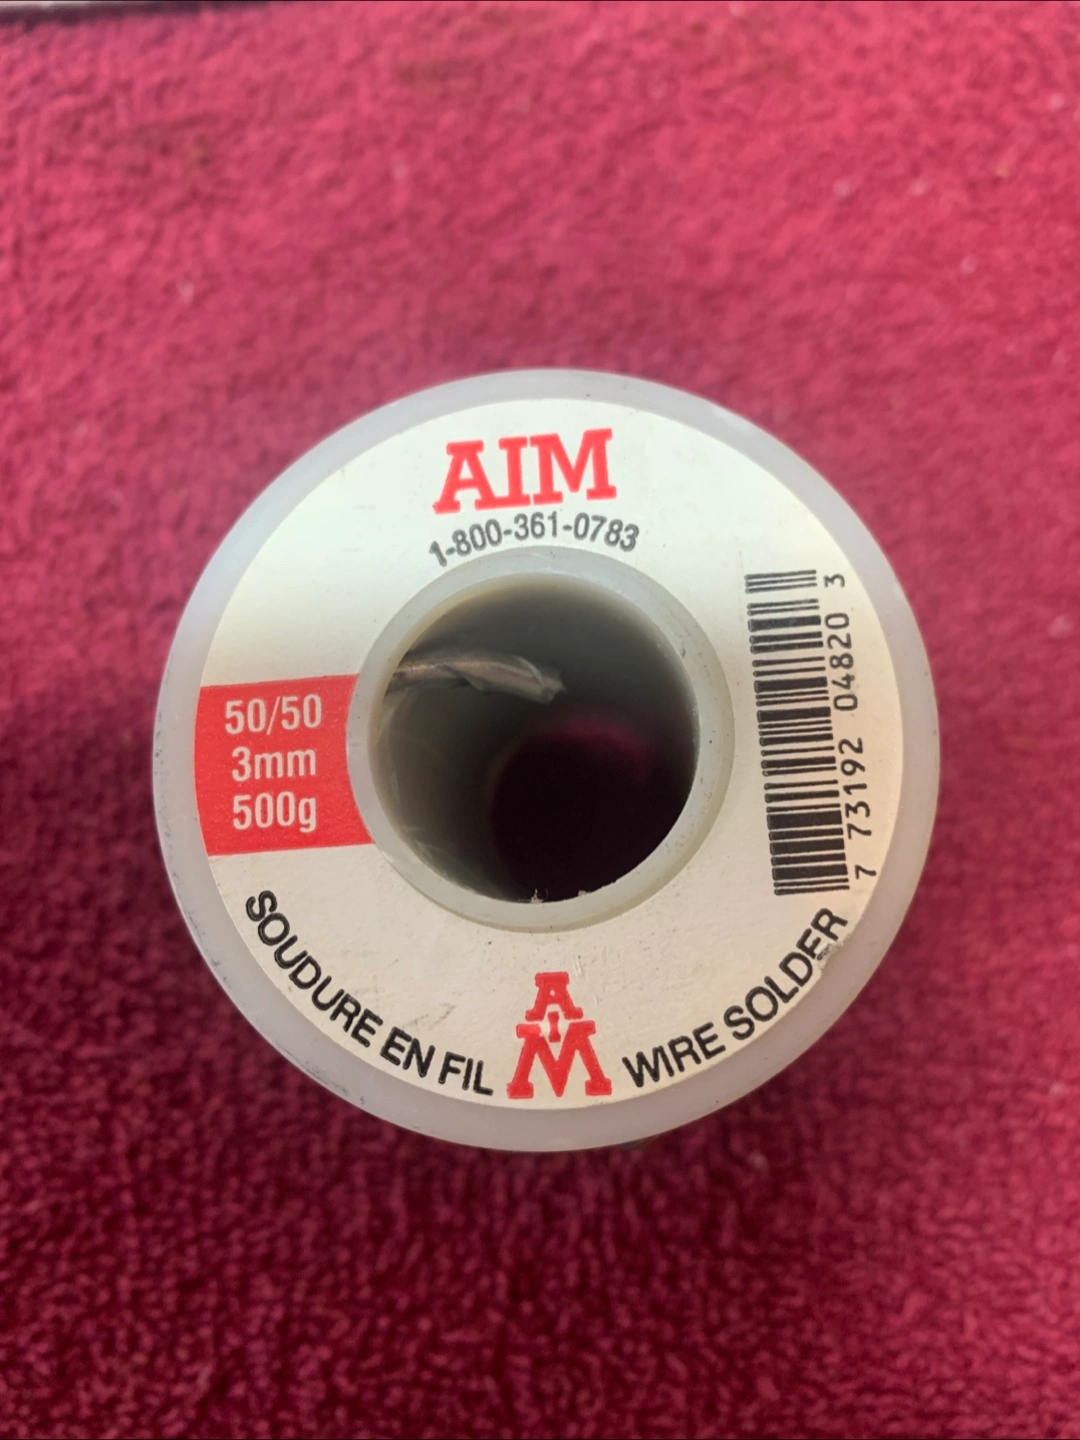 AIM
1-800-361-0783
50/50
3mm
500g
7 73192 04820 3
SOUDURE EN FIL
AIM
WIRE SOLDER